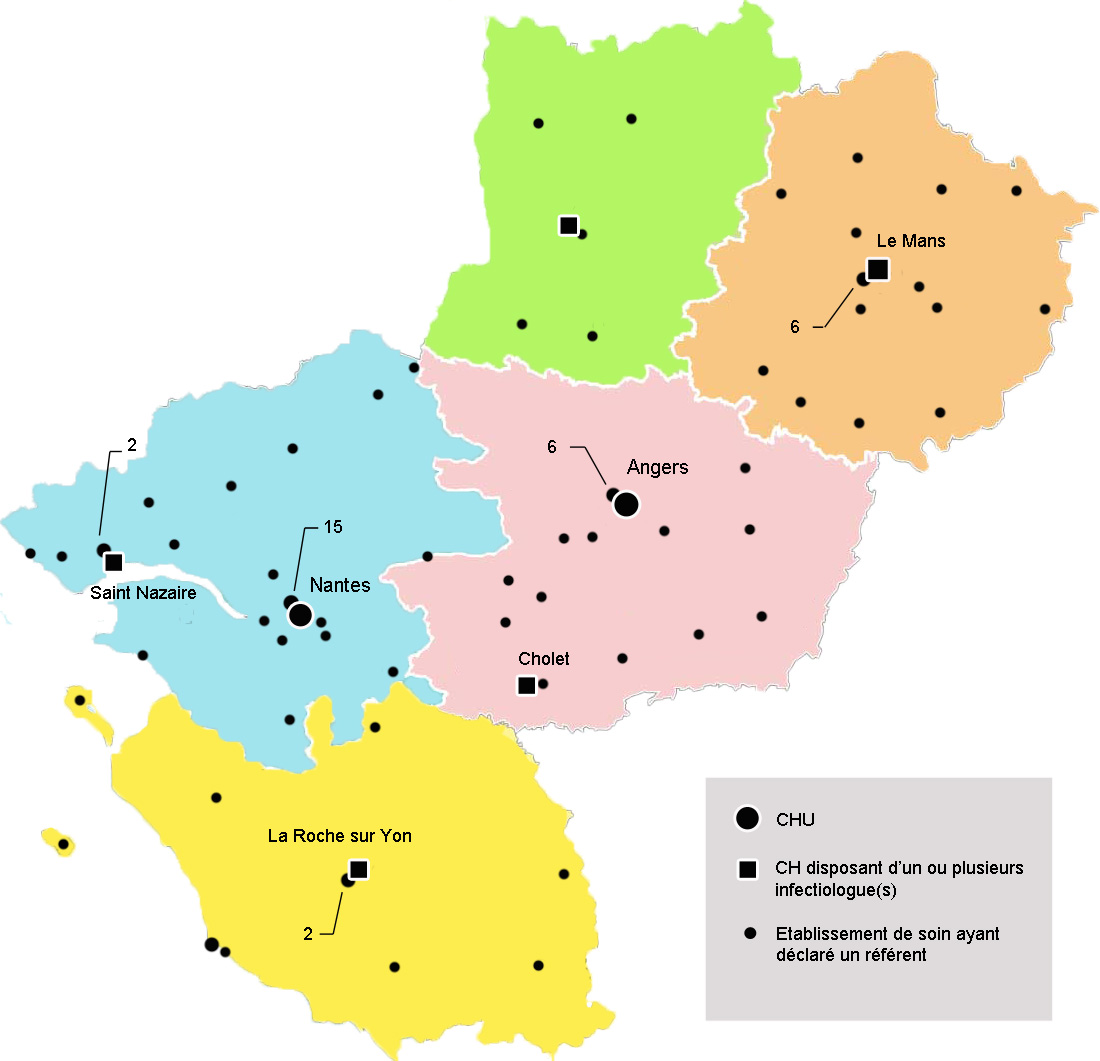 Le Mans
6
2
6
Angers
15
Nantes
Saint Nazaire
Cholet
La Roche sur Yon
2
CHU
CH disposant d'un ou plusieurs
infectiologue(s)
Etablissement de soin ayant
déclaré un référent